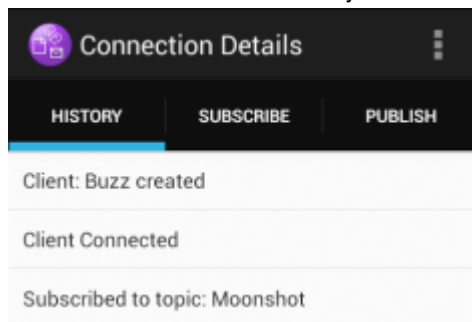 Connection Details
HISTORY SUBSCRIBE PUBLISH
Client: Buzz created
Client Connected
Subscribed to topic: Moonshot